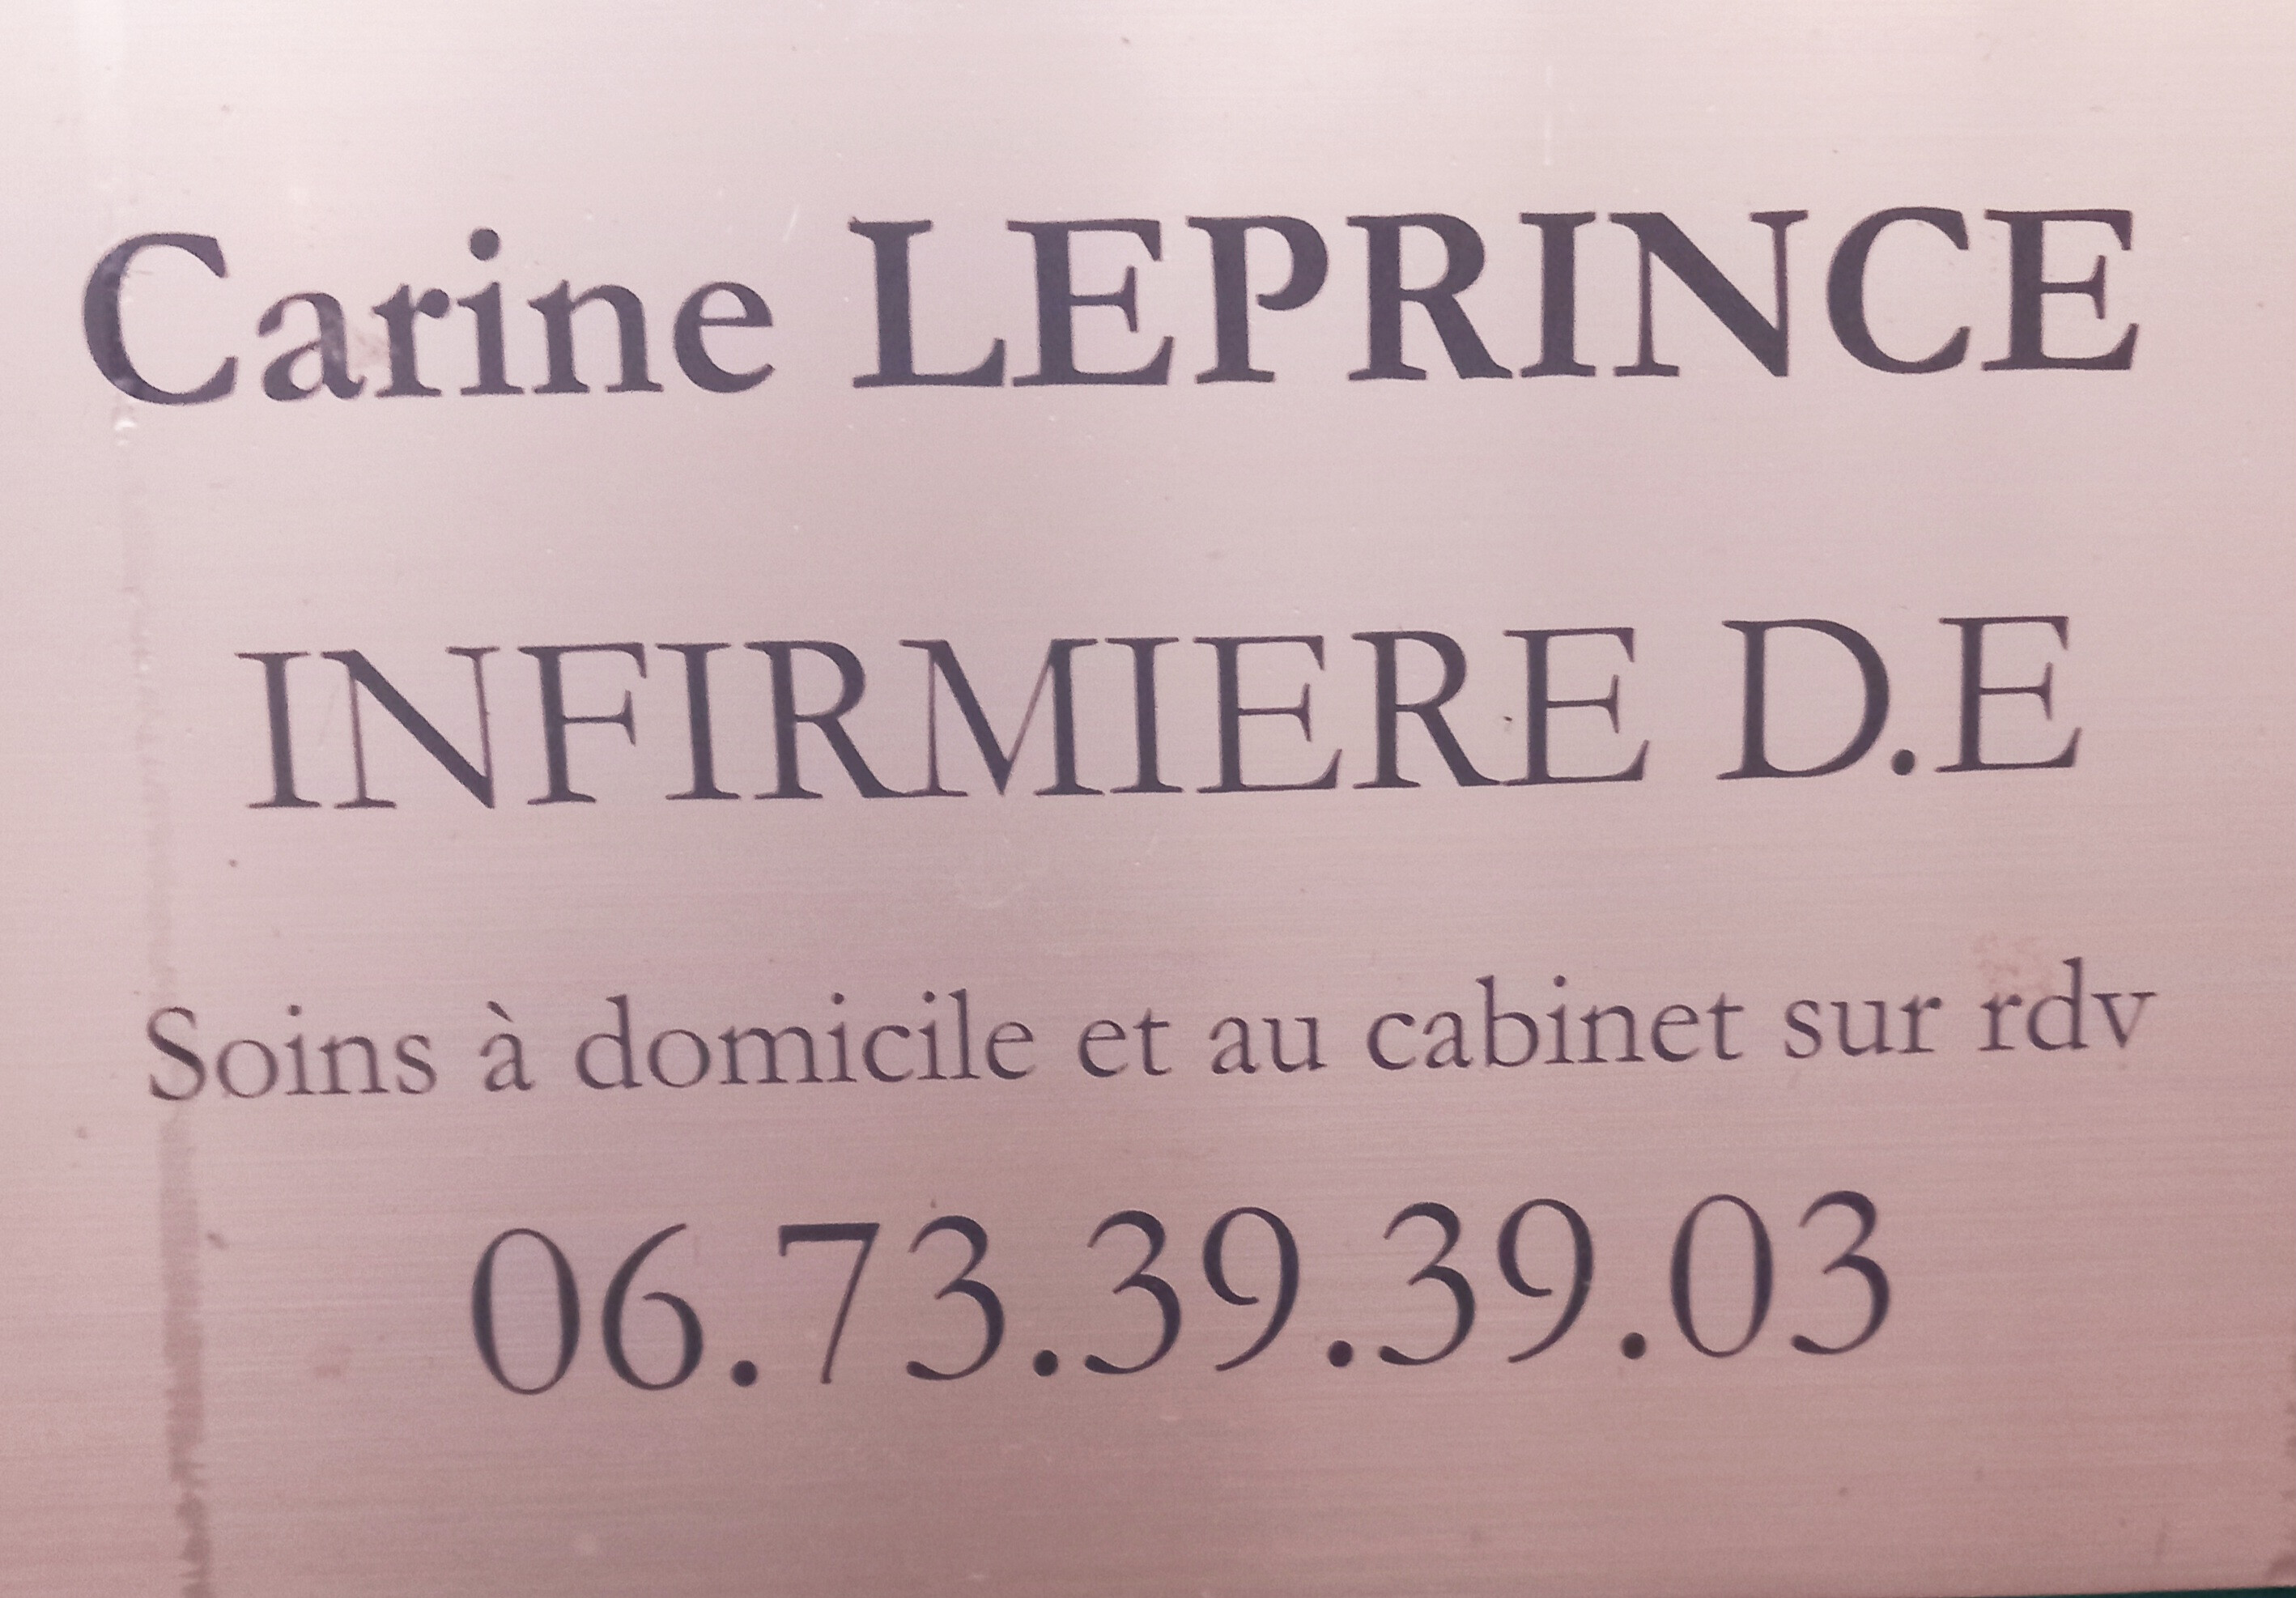 Carine LEPRINCE
INFIRMIERE D.E
Soins à domicile et au cabinet sur rdv
06.73.39.39.03